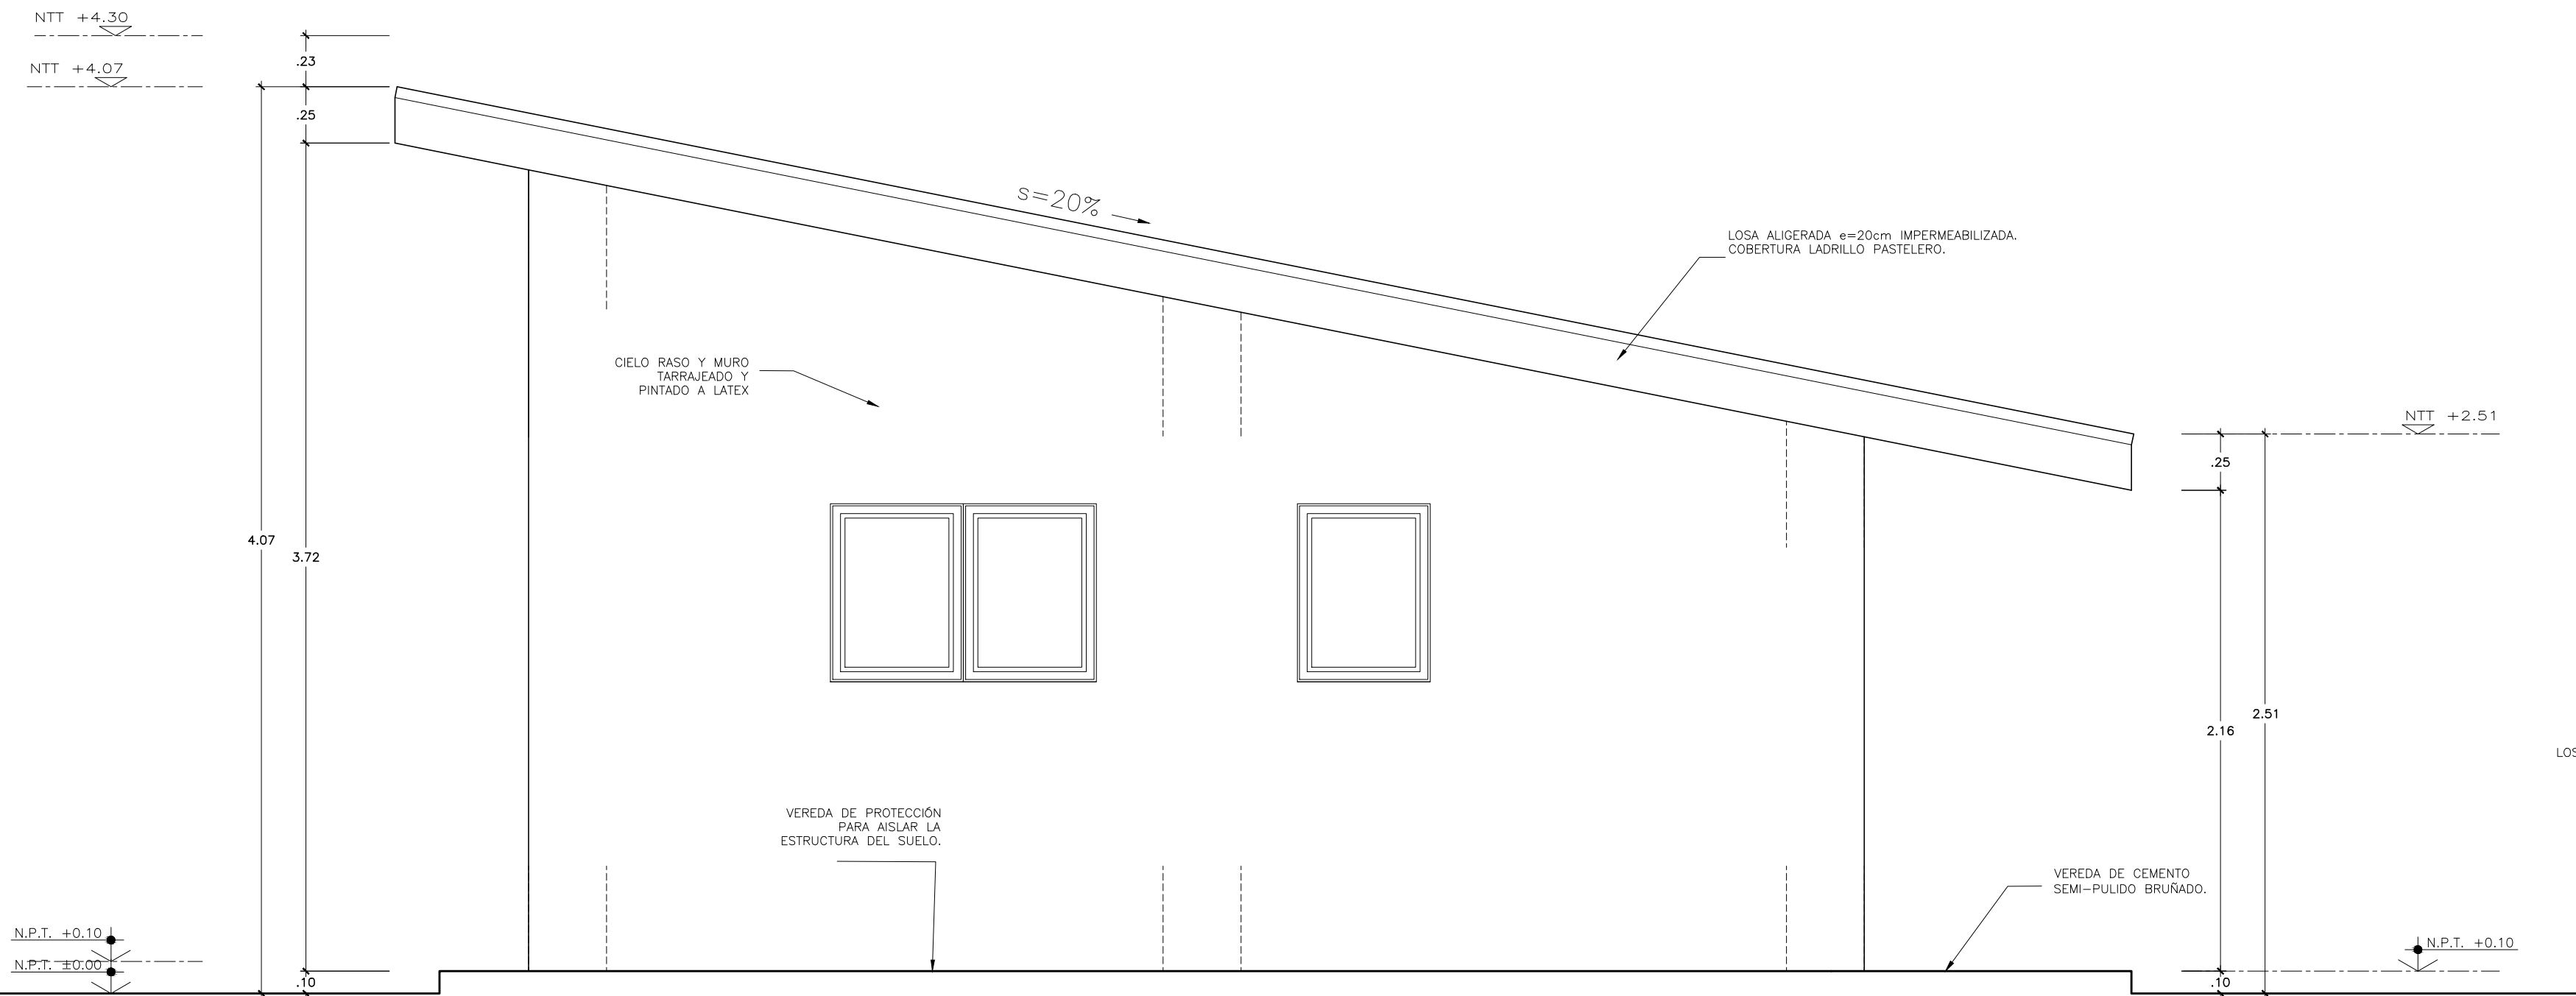 NTT +4.30
.23
NTT +4.07
.25
s=20%
LOSA ALIGERADA e=20cm IMPERMEABILIZADA.
COBERTURA LADRILLO PASTELERO.
CIELO RASO Y MURO
TARRAJEADO Y
PINTADO A LATEX
NTT +2.51
.25
4.07
3.72
2.51
2.16
LOS
VEREDA DE PROTECCIÓN
PARA AISLAR LA
ESTRUCTURA DEL SUELO.
VEREDA DE CEMENTO
SEMI-PULIDO BRUÑADO.
N.P.T. +0.10
N.P.T. +0.10
N.P.T. ±0.00
.10
.10